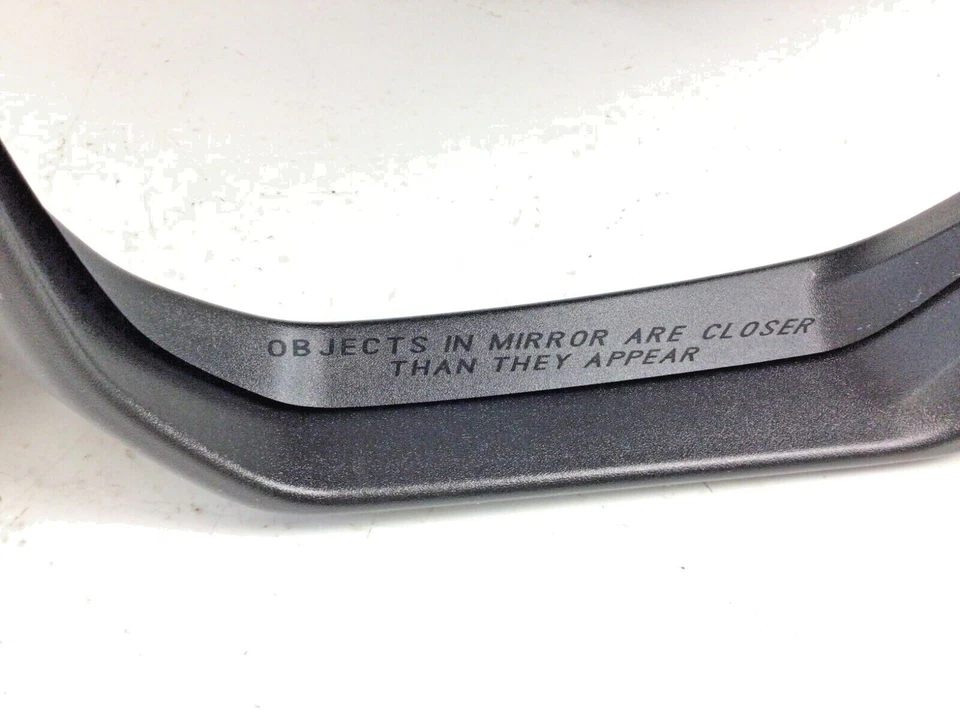 OBJECTS IN MIRROR ARE CLOSER
THAN THEY APPEAR